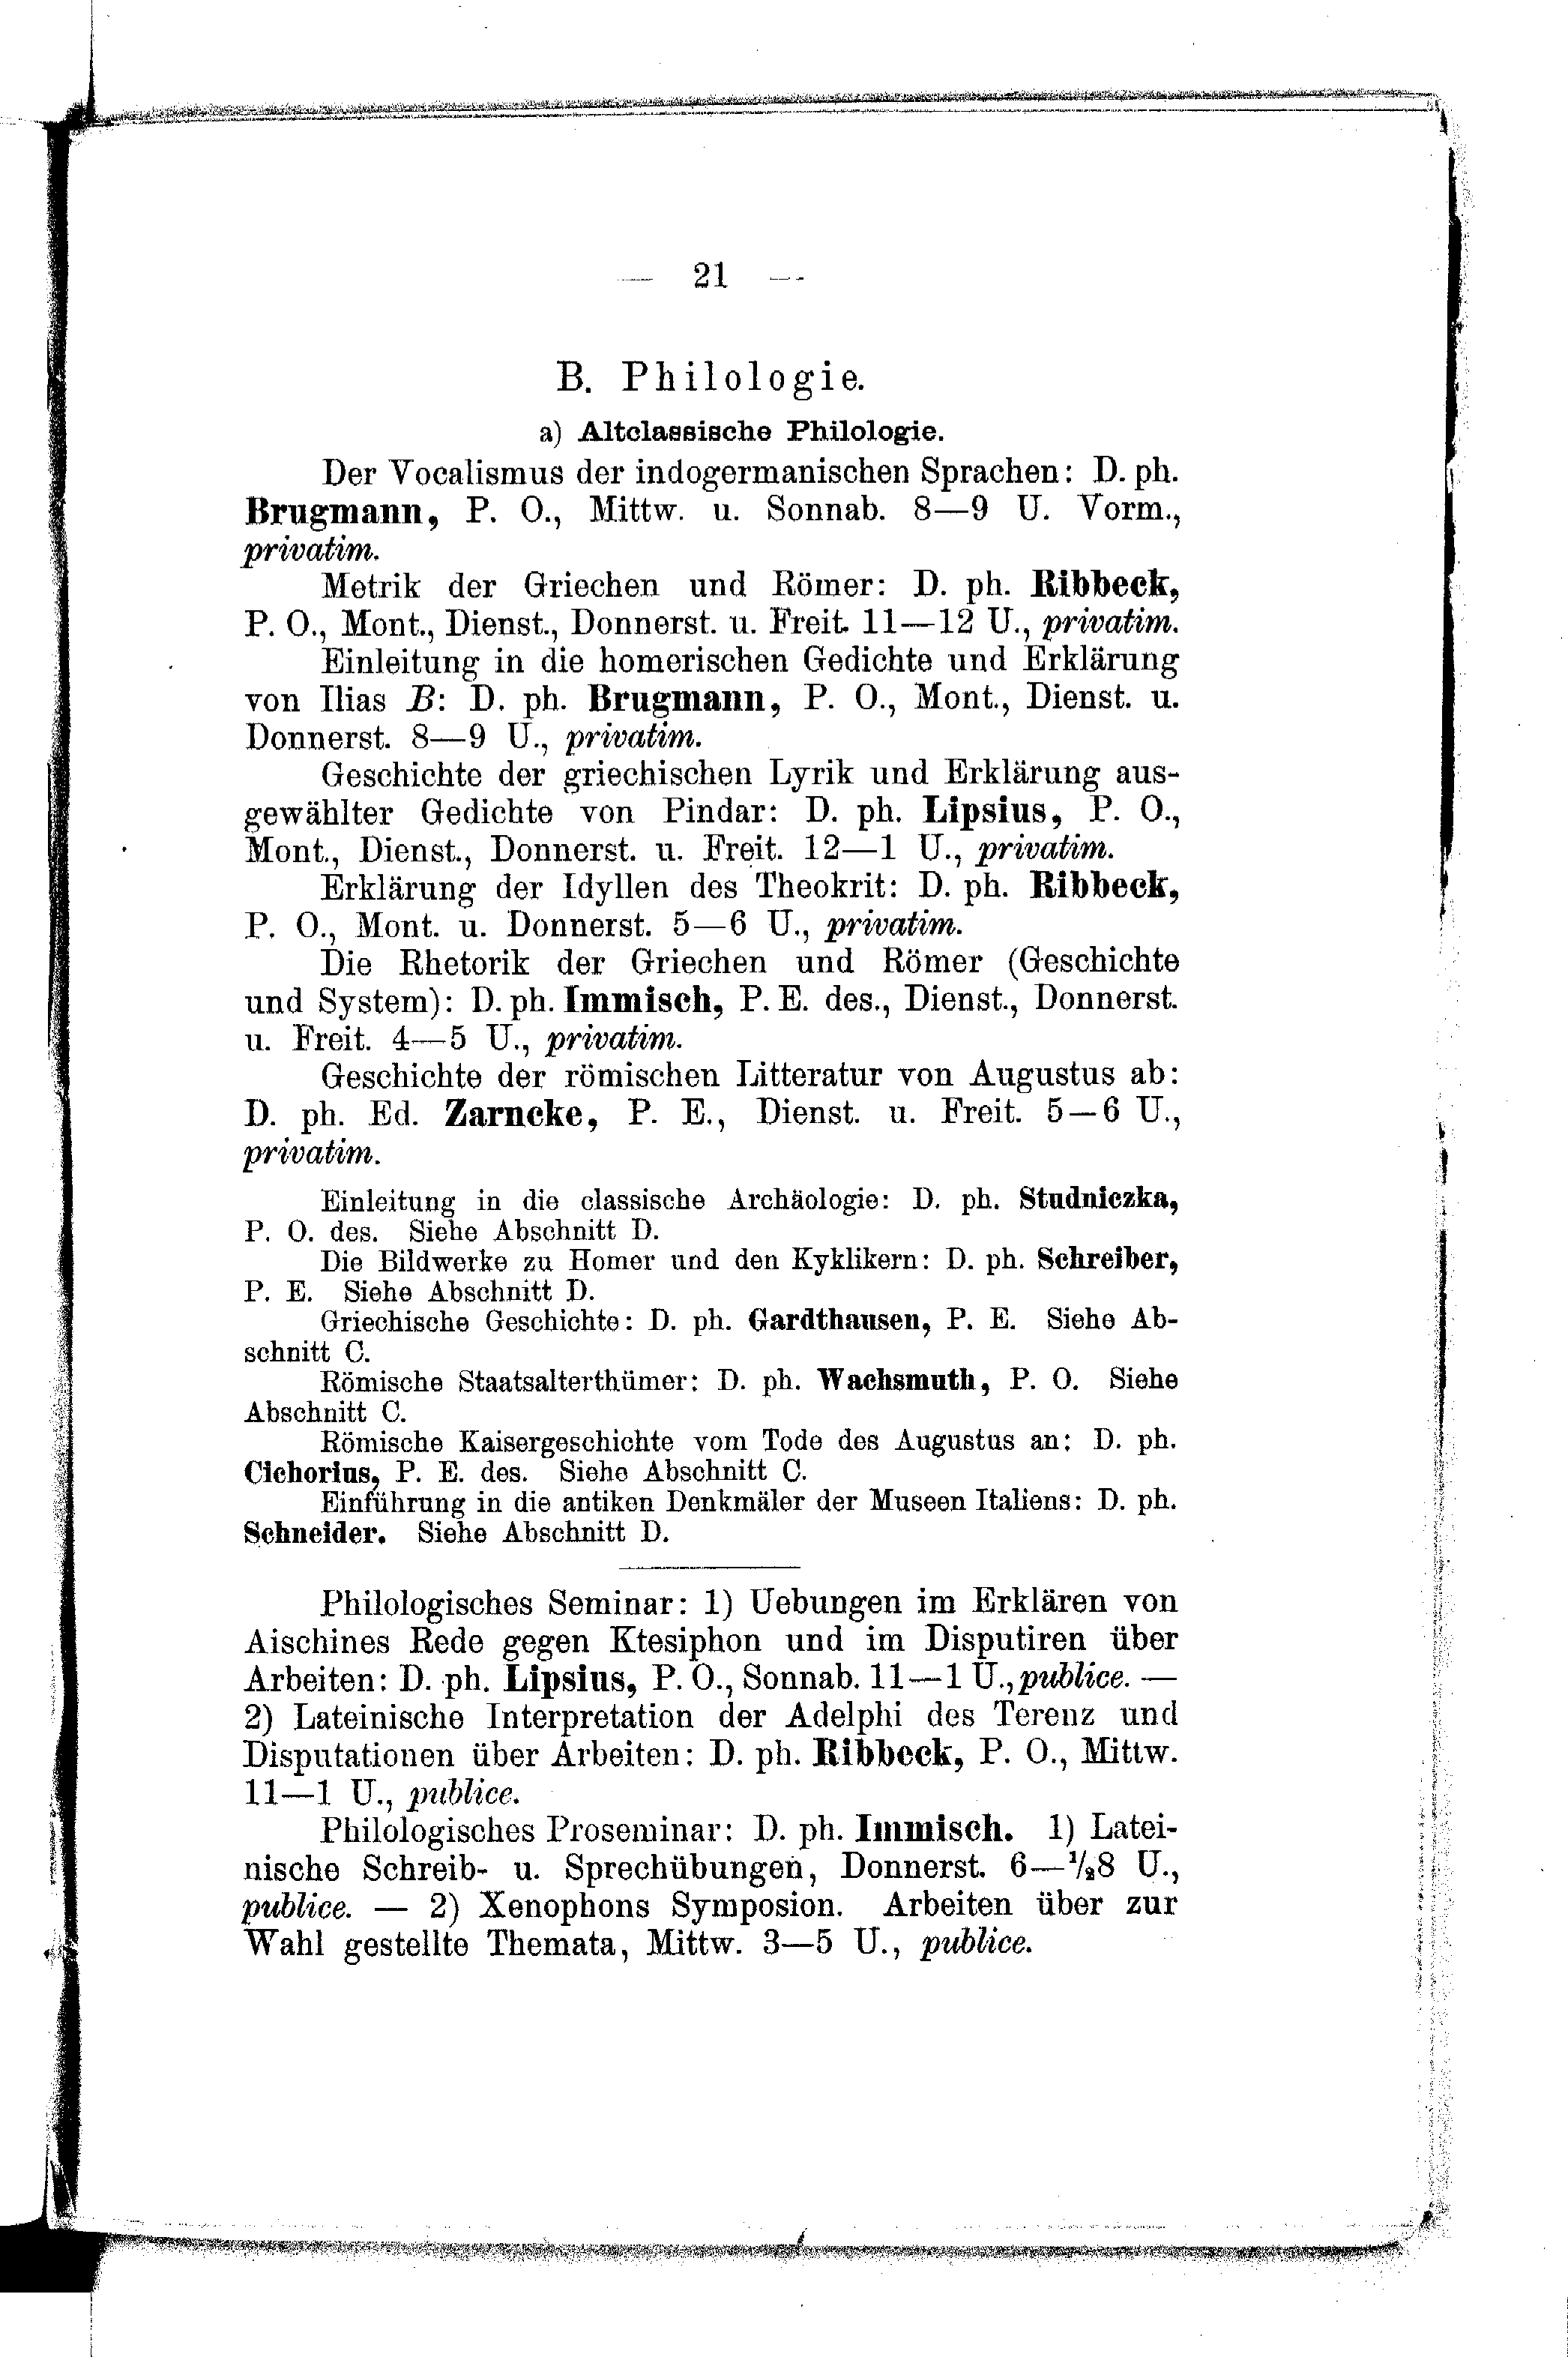 — 21 —
B. Philologie.
a) Altclassische Philologie.
Der Vocalismus der indogermanischen Sprachen: D. ph.
Brugmann, P. O., Mittw. u. Sonnab. 8—9 U. Vorm.,
privatim.
Metrik der Griechen und Römer: D. ph. Ribbeck,
P. O., Mont., Dienst., Donnerst. u. Freit. 11—12 U., privatim.
Einleitung in die homerischen Gedichte und Erklärung
von Ilias B: D. ph. Brugmann, P. O., Mont., Dienst. u.
Donnerst. 8—9 U., privatim.
Geschichte der griechischen Lyrik und Erklärung aus-
gewählter Gedichte von Pindar: D. ph. Lipsius, P. O.,
Mont., Dienst., Donnerst. u. Freit. 12—1 U., privatim.
Erklärung der Idyllen des Theokrit: D. ph. Ribbeck,
P. O., Mont. u. Donnerst. 5—6 U., privatim.
Die Rhetorik der Griechen und Römer (Geschichte
und System): D. ph. Immisch, P. E. des., Dienst., Donnerst.
u. Freit. 4—5 U., privatim.
Geschichte der römischen Litteratur von Augustus ab:
D. ph. Ed. Zarncke, P. E., Dienst. u. Freit. 5—6 U.,
privatim.
Einleitung in die classische Archäologie: D. ph. Studniczka,
P. O. des. Siehe Abschnitt D.
Die Bildwerke zu Homer und den Kyklikern: D. ph. Schreiber,
P. E. Siehe Abschnitt D.
Griechische Geschichte: D. ph. Gardthausen, P. E. Siehe Ab-
schnitt C.
Römische Staatsalterthümer: D. ph. Wachsmuth, P. O. Siehe
Abschnitt C.
Römische Kaisergeschichte vom Tode des Augustus an: D. ph.
Cichorius, P. E. des. Siehe Abschnitt C.
Einführung in die antiken Denkmäler der Museen Italiens: D. ph.
Schneider. Siehe Abschnitt D.
Philologisches Seminar: 1) Uebungen im Erklären von
Aischines Rede gegen Ktesiphon und im Disputiren über
Arbeiten: D. ph. Lipsius, P. O., Sonnab. 11—1 U., publice. —
2) Lateinische Interpretation der Adelphi des Terenz und
Disputationen über Arbeiten: D. ph. Ribbeck, P. O., Mittw.
11—1 U., publice.
Philologisches Proseminar: D. ph. Immisch. 1) Latei-
nische Schreib- u. Sprechübungen, Donnerst. 6—½8 U.,
publice. — 2) Xenophons Symposion. Arbeiten über zur
Wahl gestellte Themata, Mittw. 3—5 U., publice.